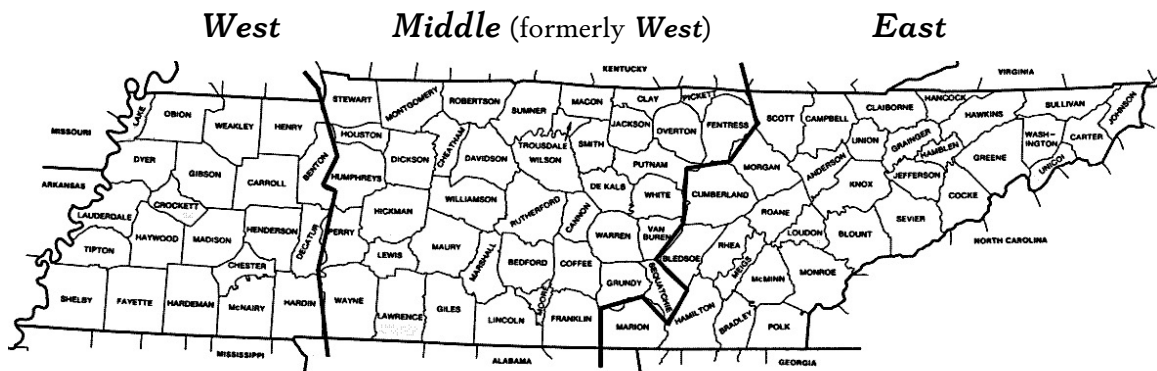 West Middle (formerly West) East
KENTUCKY
VIRGINIA
MISSOURI
ARKANSAS
NORTH CAROLINA
MISSISSIPPI
ALABAMA
GEORGIA
LAKE
OBION
WEAKLEY
HENRY
BENTON
DYER
GIBSON
CARROLL
CROCKETT
LAUDERDALE
HAYWOOD
MADISON
HENDERSON
DECATUR
TIPTON
CHESTER
SHELBY
FAYETTE
HARDEMAN
McNAIRY
HARDIN
STEWART
MONTGOMERY
ROBERTSON
SUMNER
MACON
CLAY
PICKETT
HOUSTON
TROUSDALE
JACKSON
OVERTON
FENTRESS
DICKSON
CHEATHAM
DAVIDSON
WILSON
SMITH
PUTNAM
HUMPHREYS
DE KALB
WHITE
HICKMAN
WILLIAMSON
RUTHERFORD
CANNON
WARREN
VAN
BUREN
PERRY
LEWIS
MAURY
MARSHALL
BEDFORD
COFFEE
GRUNDY
SEQUATCHIE
WAYNE
LAWRENCE
GILES
LINCOLN
MOORE
FRANKLIN
MARION
SCOTT
CAMPBELL
CLAIBORNE
HANCOCK
HAWKINS
SULLIVAN
JOHNSON
UNION
GRAINGER
HAMBLEN
WASH-
INGTON
CARTER
UNICOI
GREENE
MORGAN
ANDERSON
KNOX
JEFFERSON
COCKE
CUMBERLAND
ROANE
LOUDON
BLOUNT
SEVIER
BLEDSOE
RHEA
MEIGS
McMINN
MONROE
HAMILTON
BRADLEY
POLK